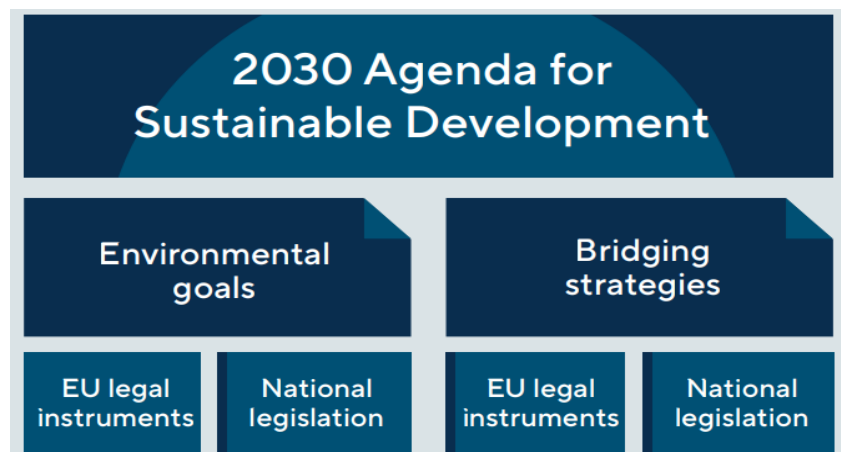 2030 Agenda for
Sustainable Development
Environmental
goals
Bridging
strategies
EU legal
instruments
National
legislation
EU legal
instruments
National
legislation